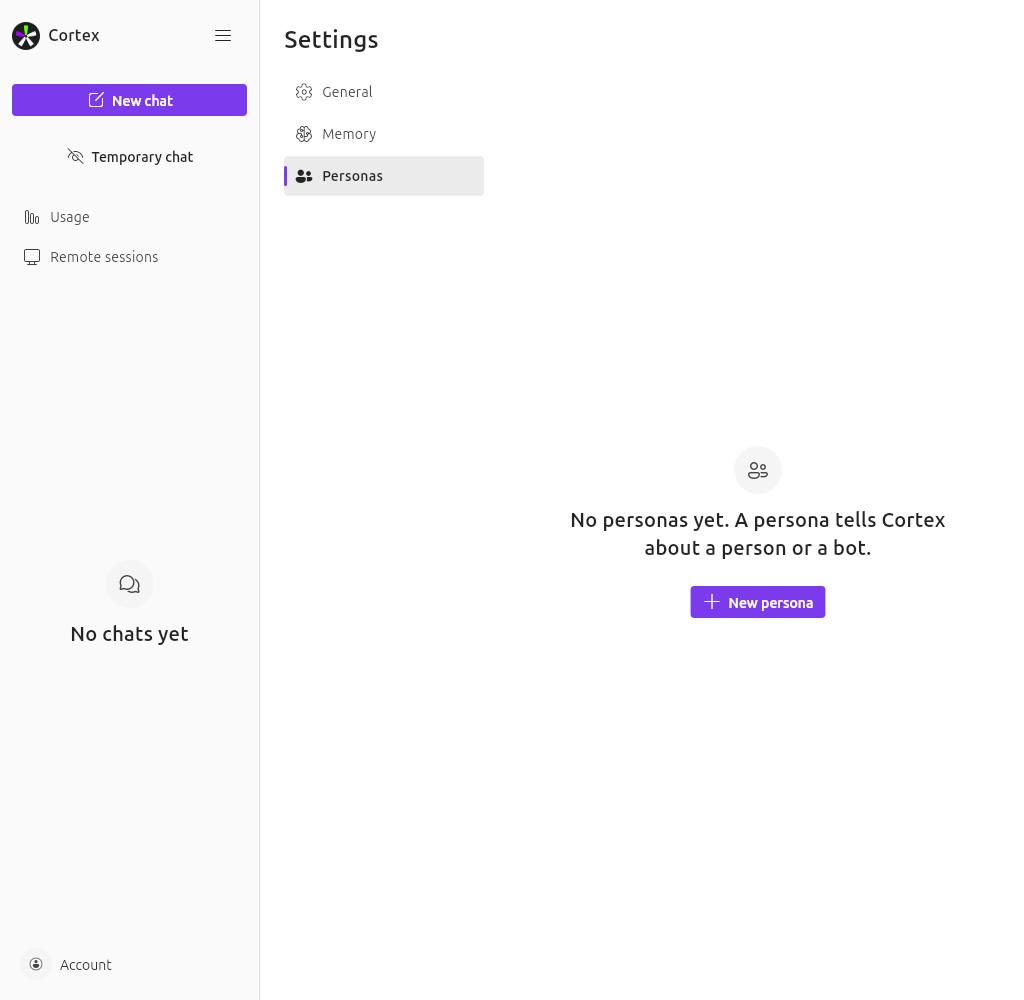 Cortex
New chat
Temporary chat
Usage
Remote sessions
No chats yet
Account
Settings
General
Memory
Personas
No personas yet. A persona tells Cortex
about a person or a bot.
New persona